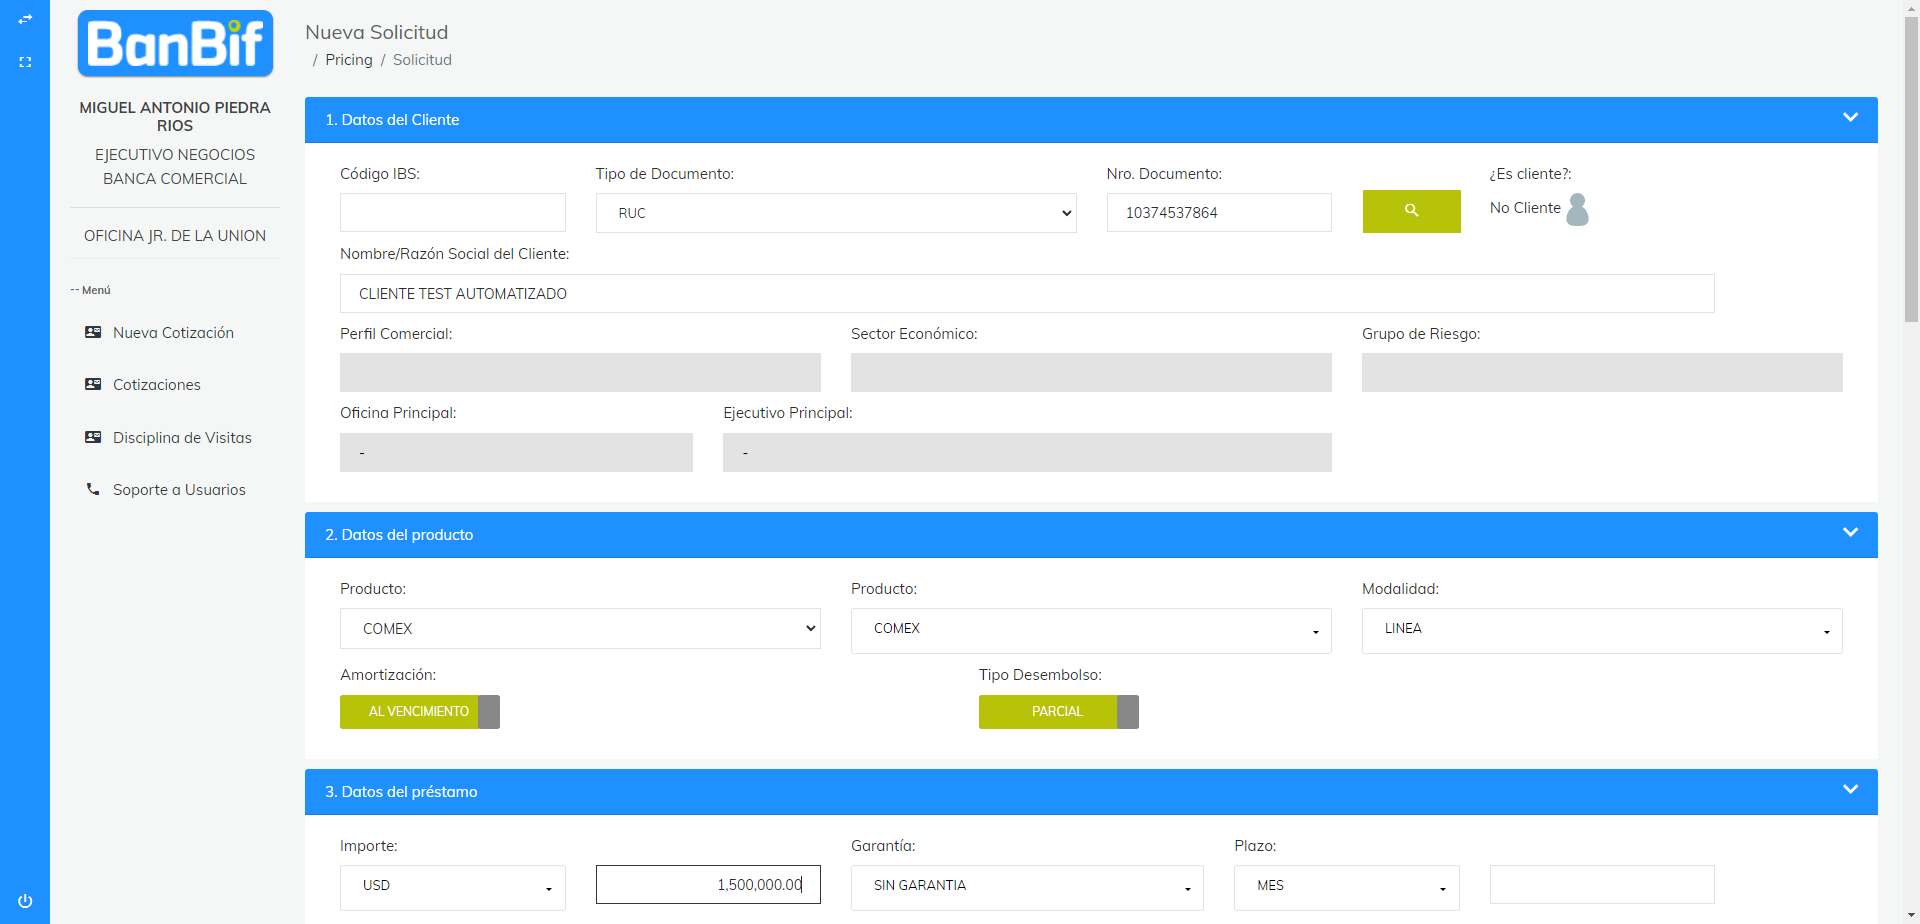 BanBif
MIGUEL ANTONIO PIEDRA
RIOS
EJECUTIVO NEGOCIOS
BANCA COMERCIAL
OFICINA JR. DE LA UNION
-- Menú
Nueva Cotización
Cotizaciones
Disciplina de Visitas
Soporte a Usuarios
Nueva Solicitud
/ Pricing / Solicitud
1. Datos del Cliente
Código IBS: Tipo de Documento: Nro. Documento: ¿Es cliente?:
RUC 10374537864 No Cliente
Nombre/Razón Social del Cliente:
CLIENTE TEST AUTOMATIZADO
Perfil Comercial: Sector Económico: Grupo de Riesgo:
Oficina Principal: Ejecutivo Principal:
- -
2. Datos del producto
Producto: Producto: Modalidad:
COMEX COMEX LINEA
Amortización: Tipo Desembolso:
AL VENCIMIENTO PARCIAL
3. Datos del préstamo
Importe: Garantía: Plazo:
USD 1,500,000.00 SIN GARANTIA MES